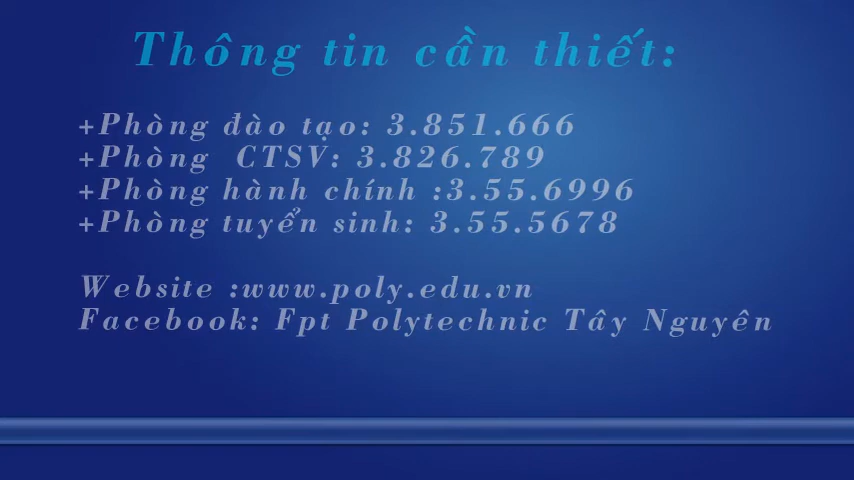 Thông tin cần thiết:
+Phòng đào tạo: 3.851.666
+Phòng CTSV: 3.826.789
+Phòng hành chính :3.55.6996
+Phòng tuyển sinh: 3.55.5678
Website :www.poly.edu.vn
Facebook: Fpt Polytechnic Tây Nguyên